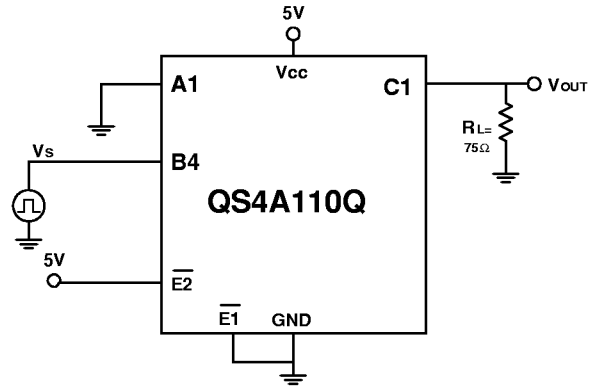 5V
Vcc
A1
C1
VOUT
RL=
75Ω
VS
B4
QS4A110Q
5V
E2
E1
GND